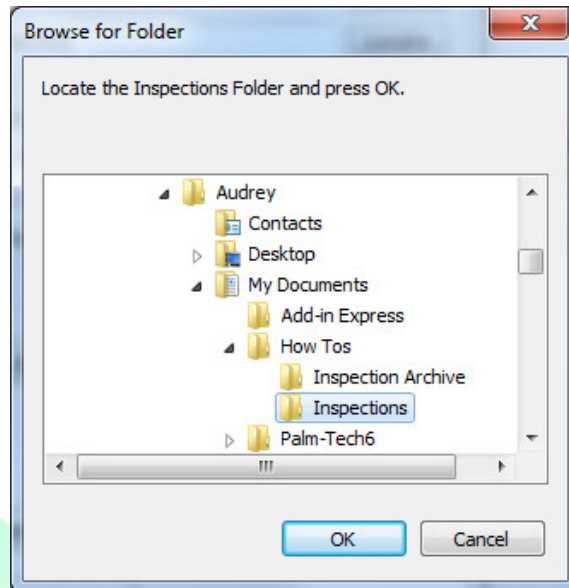 Browse for Folder
Locate the Inspections Folder and press OK.
Audrey
Contacts
Desktop
My Documents
Add-in Express
How Tos
Inspection Archive
Inspections
Palm-Tech6
OK Cancel